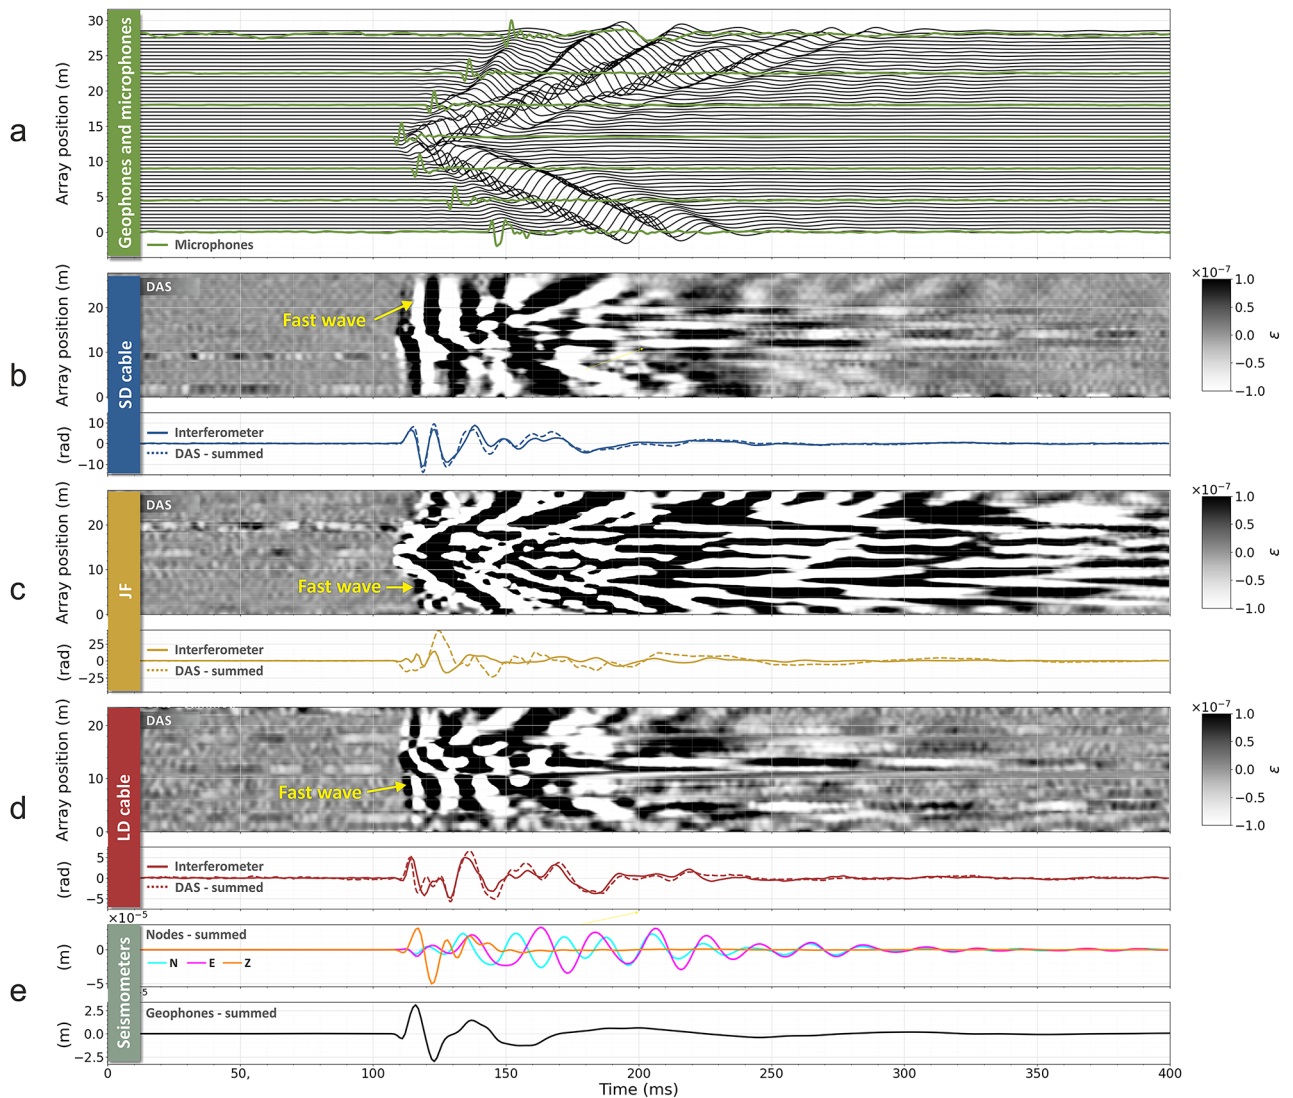 a
Geophones and microphones
Array position (m)
30
25
20
15
10
5
0
Microphones
b
SD cable
Array position (m)
20
10
0
DAS
Fast wave
×10⁻⁷
1.0
0.5
0.0
−0.5
−1.0
ε
(rad)
10
0
−10
Interferometer
DAS - summed
c
JF
Array position (m)
20
10
0
DAS
Fast wave
×10⁻⁷
1.0
0.5
0.0
−0.5
−1.0
ε
(rad)
25
0
−25
Interferometer
DAS - summed
d
LD cable
Array position (m)
20
10
0
DAS
Fast wave
×10⁻⁷
1.0
0.5
0.0
−0.5
−1.0
ε
(rad)
5
0
−5
Interferometer
DAS - summed
e
Seismometers
×10⁻⁵
(m)
0
−5
Nodes - summed
N E Z
5
(m)
2.5
0.0
−2.5
Geophones - summed
0 50, 100 150 200 250 300 350 400
Time (ms)